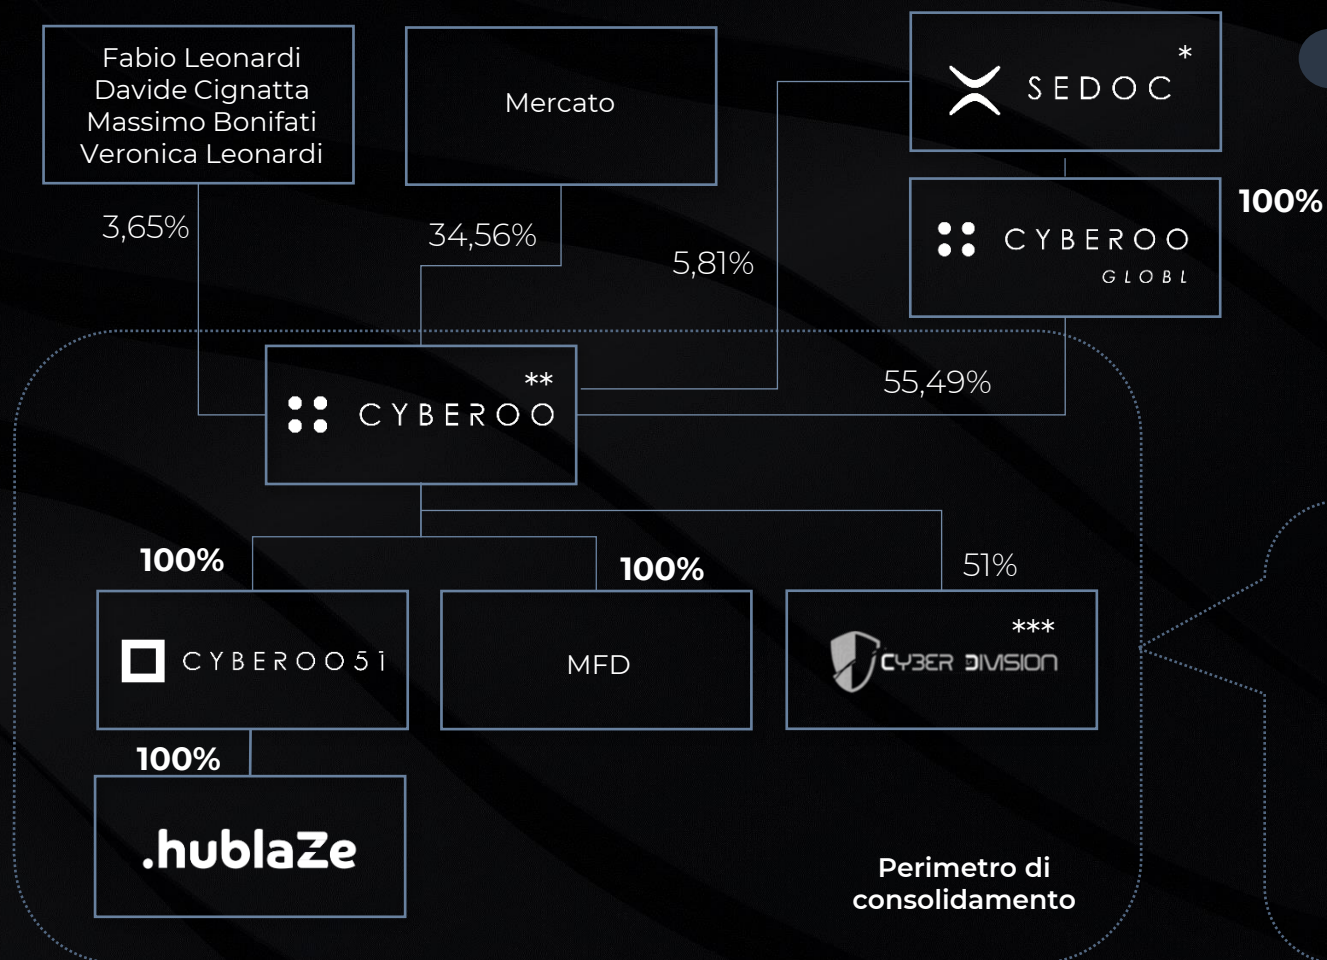 Fabio Leonardi
Davide Cignatta
Massimo Bonifati
Veronica Leonardi
Mercato
*
SEDOC
100%
CYBEROO
GLOBL
3,65%
34,56%
5,81%
55,49%
**
CYBEROO
100%
100%
51%
CYBEROO51
MFD
***
CYBER DIVISION
100%
.hublaze
Perimetro di
consolidamento